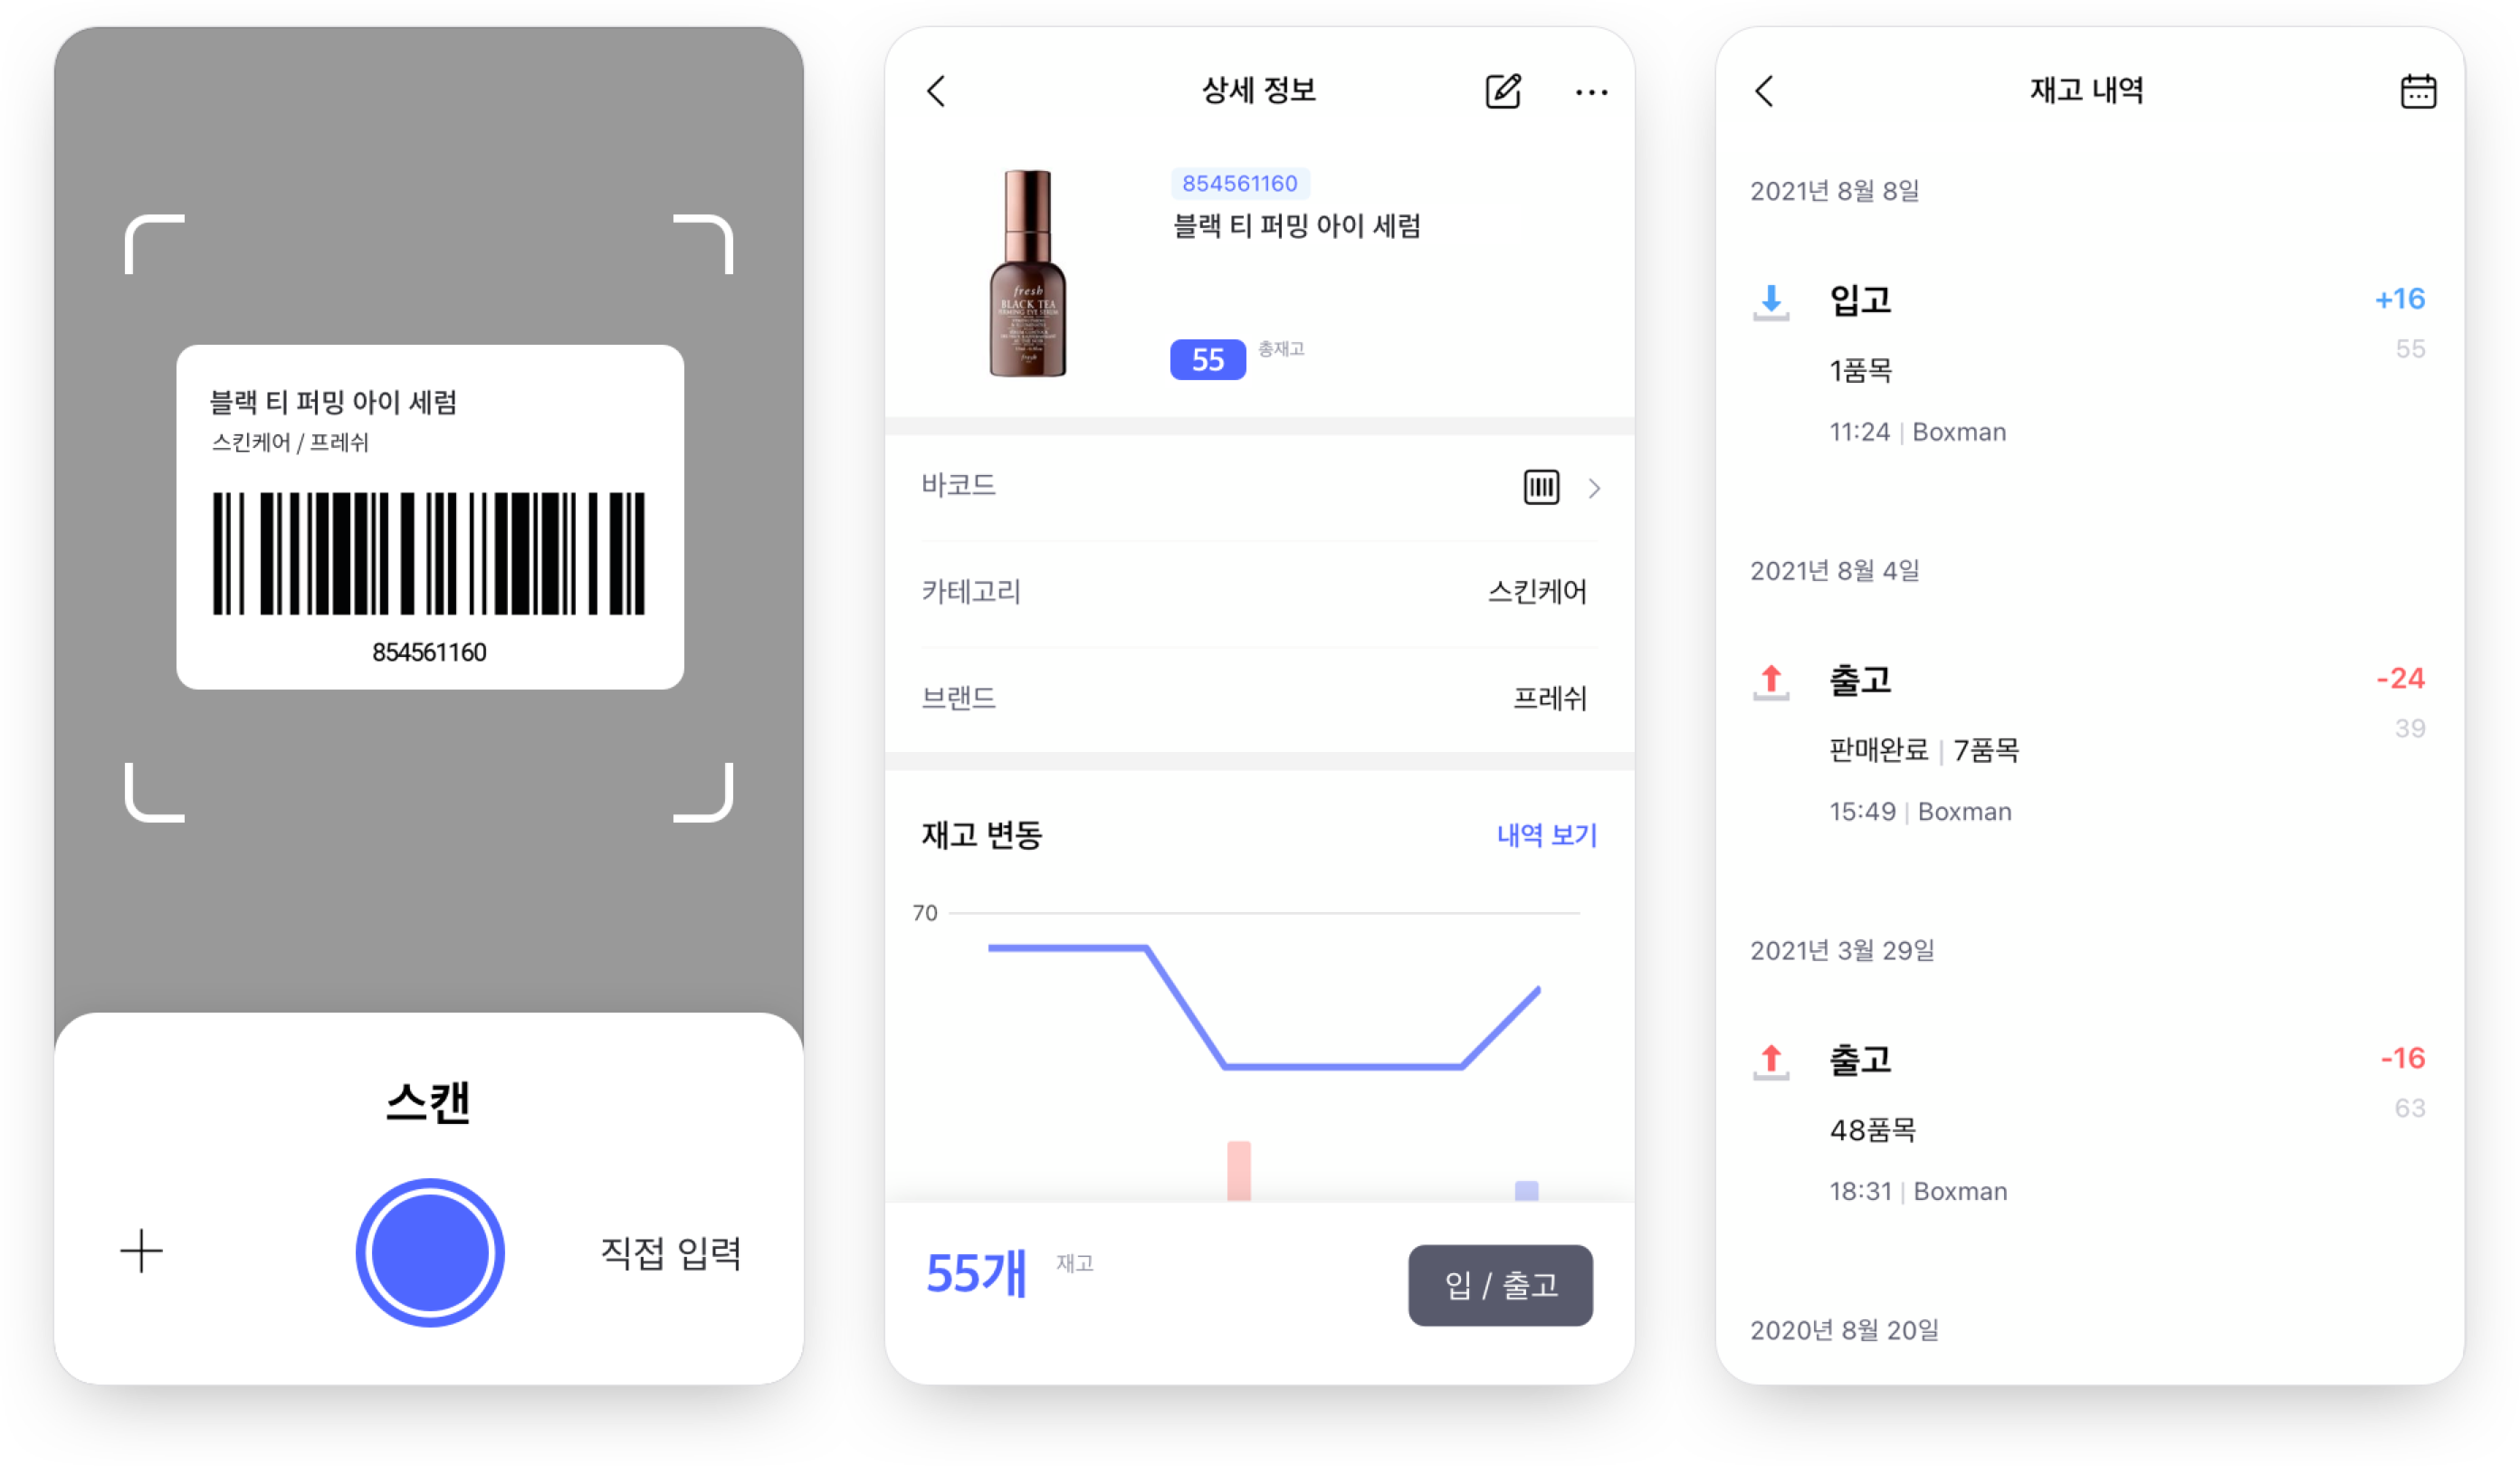 블랙 티 퍼밍 아이 세럼
스킨케어 / 프레쉬
854561160
스캔
직접 입력
상세 정보
854561160
블랙 티 퍼밍 아이 세럼
fresh
BLACK TEA
FIRMING EYE SERUM
fresh
55 총재고
바코드
카테고리 스킨케어
브랜드 프레쉬
재고 변동 내역 보기
70
55개 재고
입 / 출고
재고 내역
2021년 8월 8일
입고 +16
55
1품목
11:24 | Boxman
2021년 8월 4일
출고 -24
39
판매완료 | 7품목
15:49 | Boxman
2021년 3월 29일
출고 -16
63
48품목
18:31 | Boxman
2020년 8월 20일